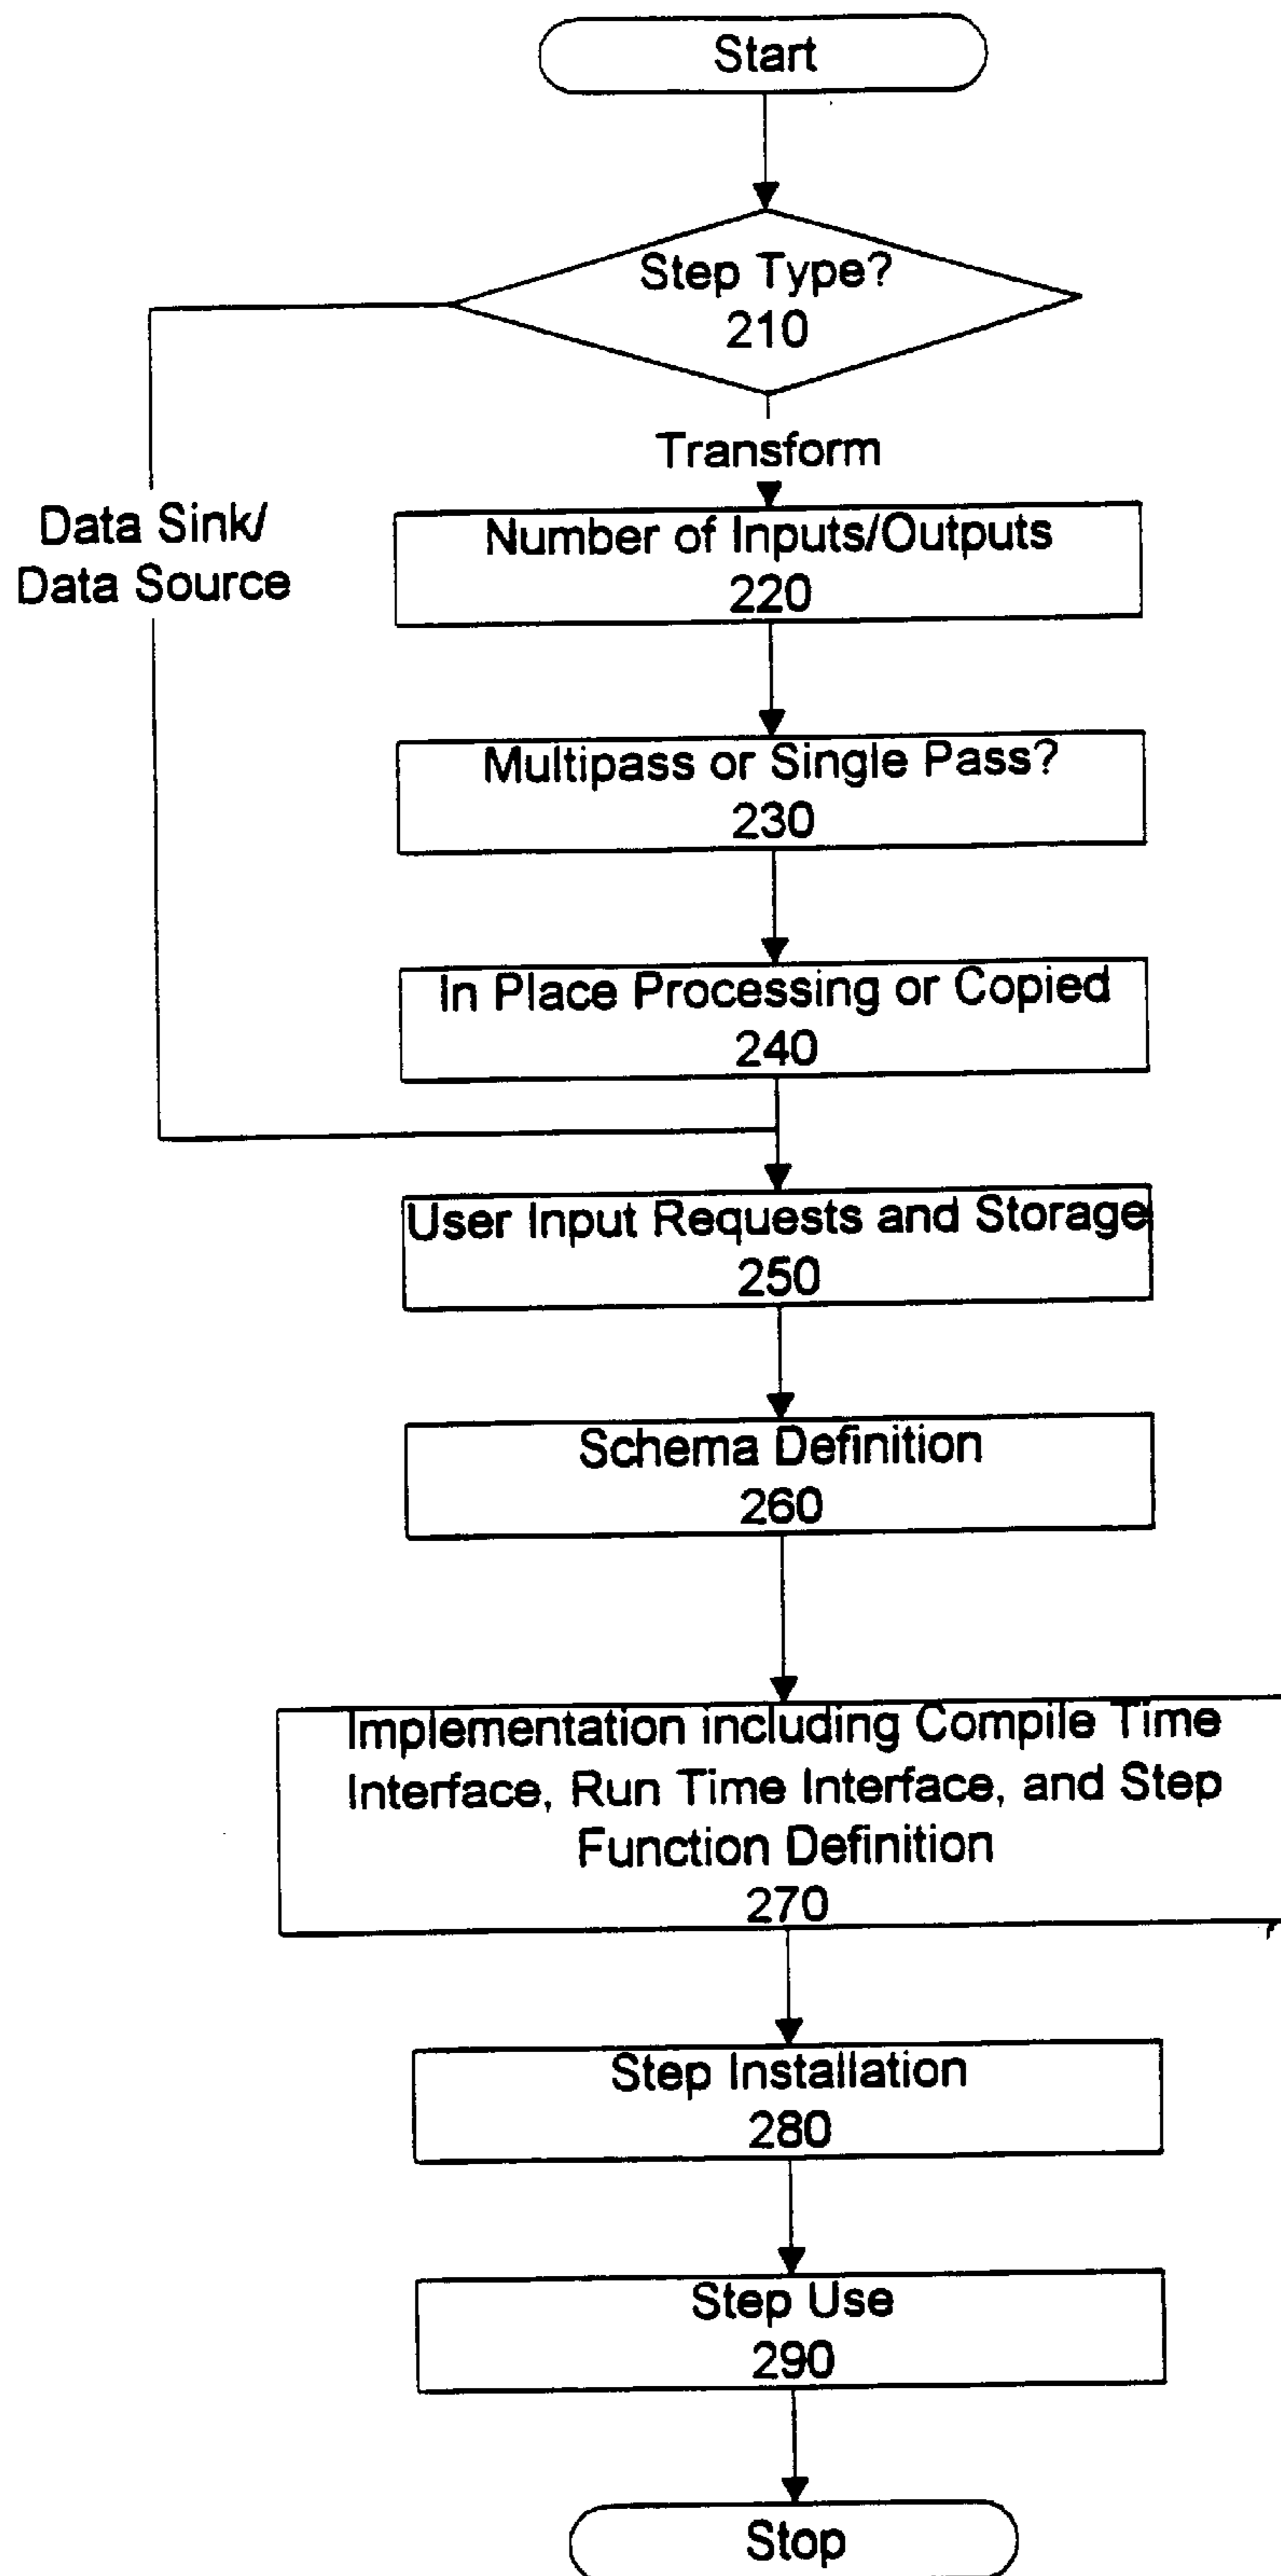 Start
Step Type?
210
Transform
Data Sink/
Data Source
Number of Inputs/Outputs
220
Multipass or Single Pass?
230
In Place Processing or Copied
240
User Input Requests and Storage
250
Schema Definition
260
Implementation including Compile Time
Interface, Run Time Interface, and Step
Function Definition
270
Step Installation
280
Step Use
290
Stop